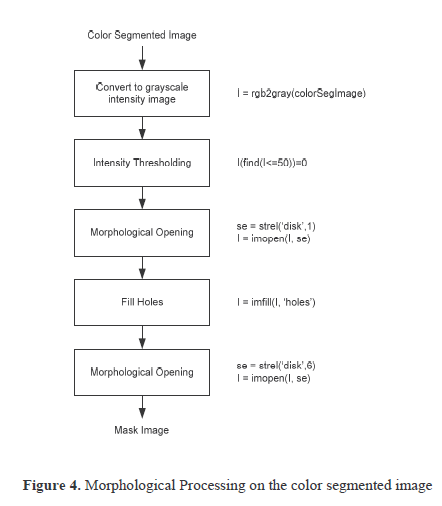 Color Segmented Image
Convert to grayscale
intensity image
I = rgb2gray(colorSegImage)
Intensity Thresholding
I(find(I<=50))=0
Morphological Opening
se = strel('disk',1)
I = imopen(I, se)
Fill Holes
I = imfill(I, 'holes')
Morphological Opening
se = strel('disk',6)
I = imopen(I, se)
Mask Image
Figure 4. Morphological Processing on the color segmented image